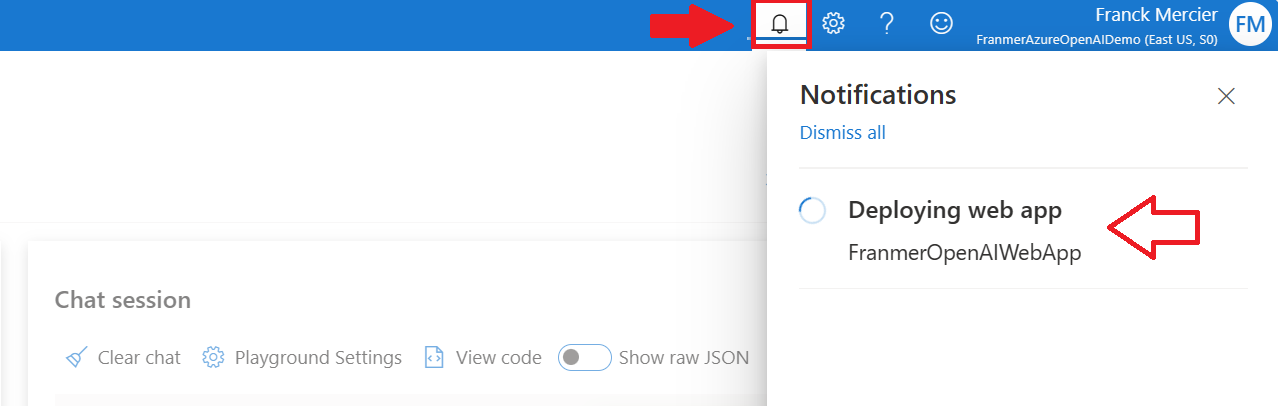 Franck Mercier
FranmerAzureOpenAIDemo (East US, S0)
FM
Notifications
Dismiss all
Deploying web app
FranmerOpenAIWebApp
Chat session
Clear chat
Playground Settings
View code
Show raw JSON